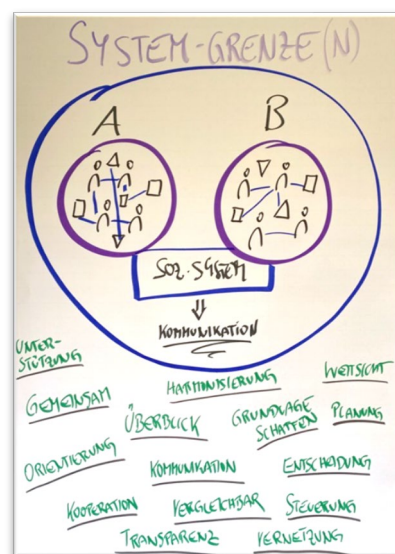 SYSTEM-GRENZE(N)
A B
SOZ.SYSTEM
KOMMUNIKATION
UNTER-
STÜTZUNG
HARMONISIERUNG
WEITSICHT
GEMEINSAM
ÜBERBLICK
GRUNDLAGE
SCHAFFEN
PLANUNG
ORIENTIERUNG
KOMMUNIKATION
ENTSCHEIDUNG
KOOPERATION
VERGLEICHBAR
STEUERUNG
TRANSPARENZ
VERNETZUNG